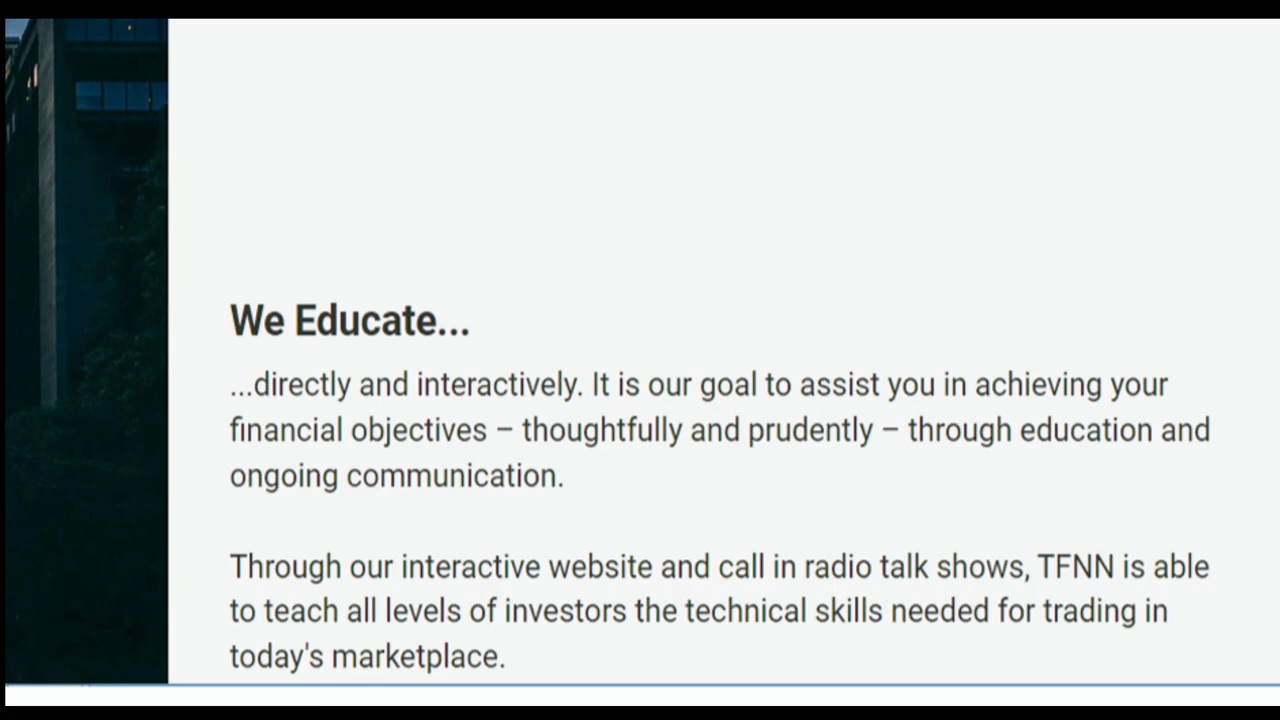 We Educate...
...directly and interactively. It is our goal to assist you in achieving your
financial objectives – thoughtfully and prudently – through education and
ongoing communication.
Through our interactive website and call in radio talk shows, TFNN is able
to teach all levels of investors the technical skills needed for trading in
today's marketplace.